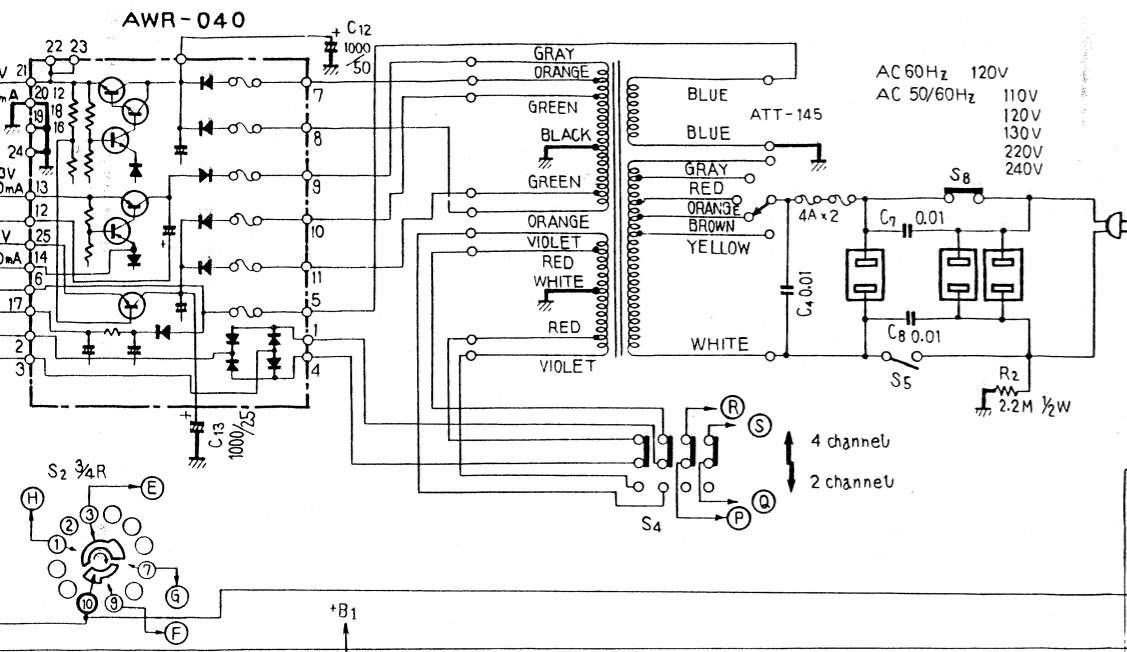 AWR-040
C12
1000
/50
22 23
V 21
mA 20 12
19 18
16
24
3V
0mA 13
12
V 25
0mA 14
6
17
2
3
7
8
9
10
11
5
1
4
C13
1000/25
GRAY
ORANGE
GREEN
BLACK
GREEN
ORANGE
VIOLET
RED
WHITE
RED
VIOLET
BLUE
ATT-145
BLUE
GRAY
RED
ORANGE
BROWN
YELLOW
WHITE
AC 60Hz 120V
AC 50/60Hz 110V
120V
130V
220V
240V
S8
4A x 2
C7 0.01
C4 0.01
C8 0.01
S5
R2
2.2M ½W
R
S
4 channel
2 channel
Q
P
S4
S2 ¾R
H
E
3
2
1
7
G
10
9
F
+B1